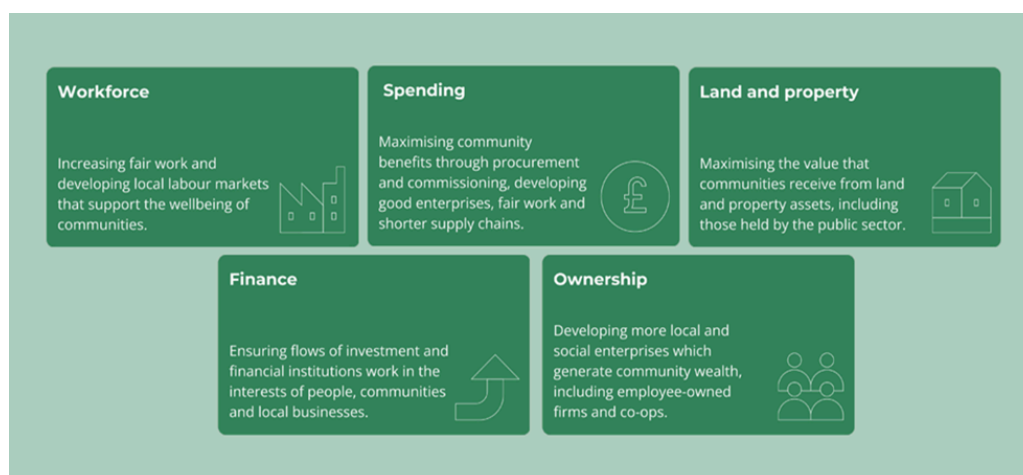 Workforce
Increasing fair work and
developing local labour markets
that support the wellbeing of
communities.
Spending
Maximising community
benefits through procurement
and commissioning, developing
good enterprises, fair work and
shorter supply chains.
£
Land and property
Maximising the value that
communities receive from land
and property assets, including
those held by the public sector.
Finance
Ensuring flows of investment and
financial institutions work in the
interests of people, communities
and local businesses.
Ownership
Developing more local and
social enterprises which
generate community wealth,
including employee-owned
firms and co-ops.